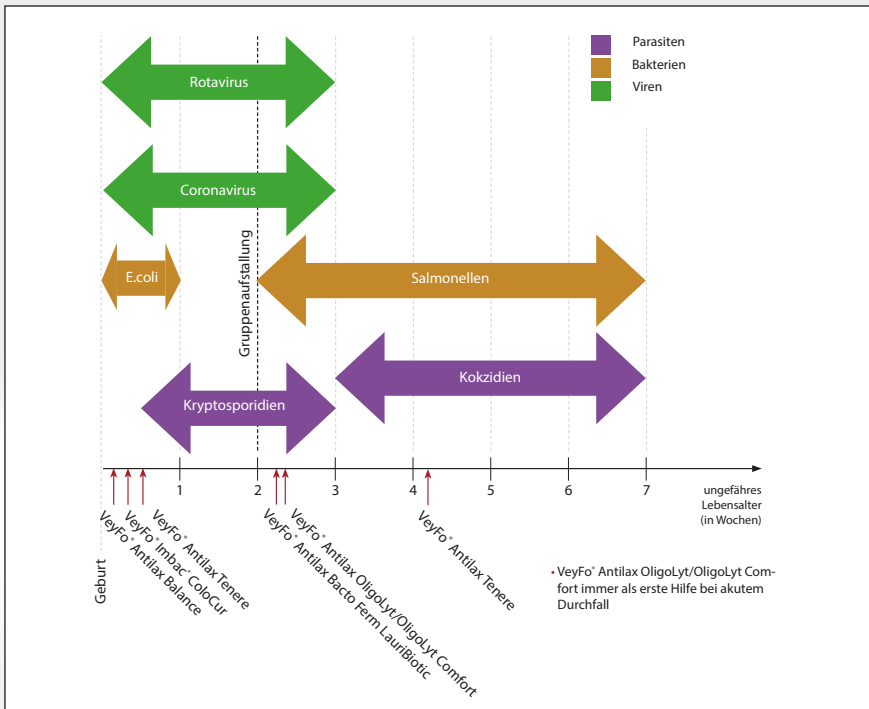 Parasiten
Bakterien
Viren
Rotavirus
Coronavirus
E.coli
Salmonellen
Gruppenaufstallung
Kokzidien
Kryptosporidien
1
2
3
4
5
6
7
ungefähres
Lebensalter
(in Wochen)
Geburt
VeyFo® Antilax Balance
VeyFo® Imbac® ColoCur
VeyFo® Antilax Tenere
VeyFo® Antilax Bacto Ferm LauriBiotic
VeyFo® Antilax OligoLyt/OligoLyt Comfort
VeyFo® Antilax Tenere
• VeyFo® Antilax OligoLyt/OligoLyt Com-
fort immer als erste Hilfe bei akutem
Durchfall